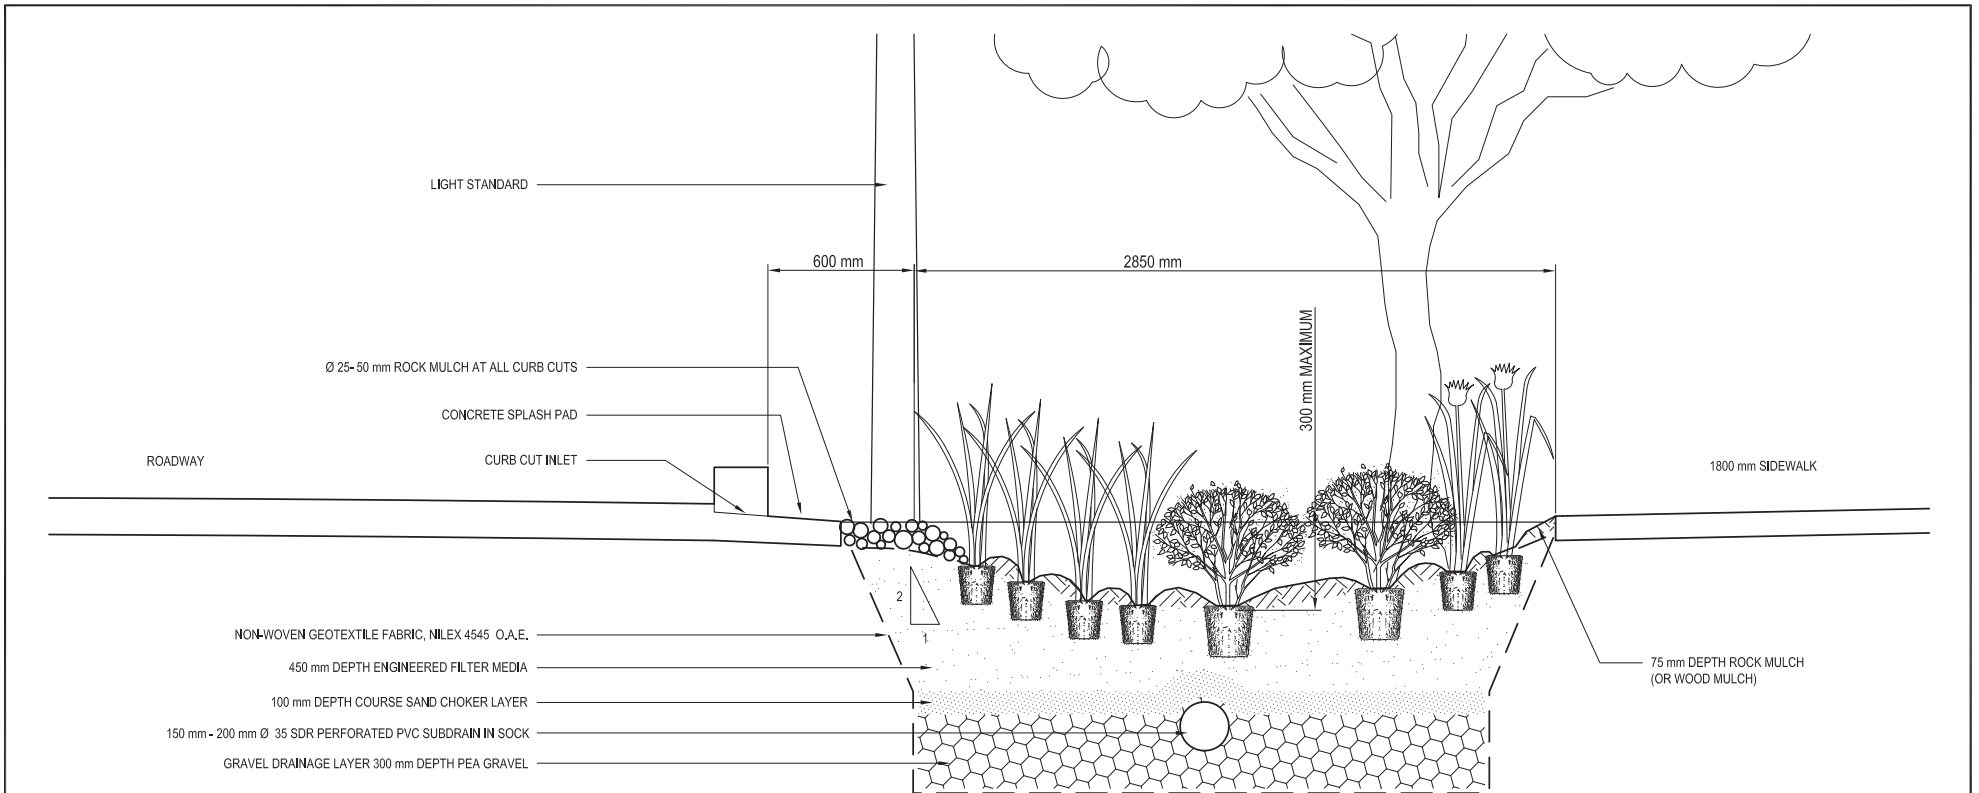 LIGHT STANDARD
600 mm
2850 mm
300 mm MAXIMUM
Ø 25- 50 mm ROCK MULCH AT ALL CURB CUTS
CONCRETE SPLASH PAD
ROADWAY
CURB CUT INLET
1800 mm SIDEWALK
2
1
NON-WOVEN GEOTEXTILE FABRIC, NILEX 4545 O.A.E.
450 mm DEPTH ENGINEERED FILTER MEDIA
75 mm DEPTH ROCK MULCH
(OR WOOD MULCH)
100 mm DEPTH COURSE SAND CHOKER LAYER
150 mm - 200 mm Ø 35 SDR PERFORATED PVC SUBDRAIN IN SOCK
GRAVEL DRAINAGE LAYER 300 mm DEPTH PEA GRAVEL